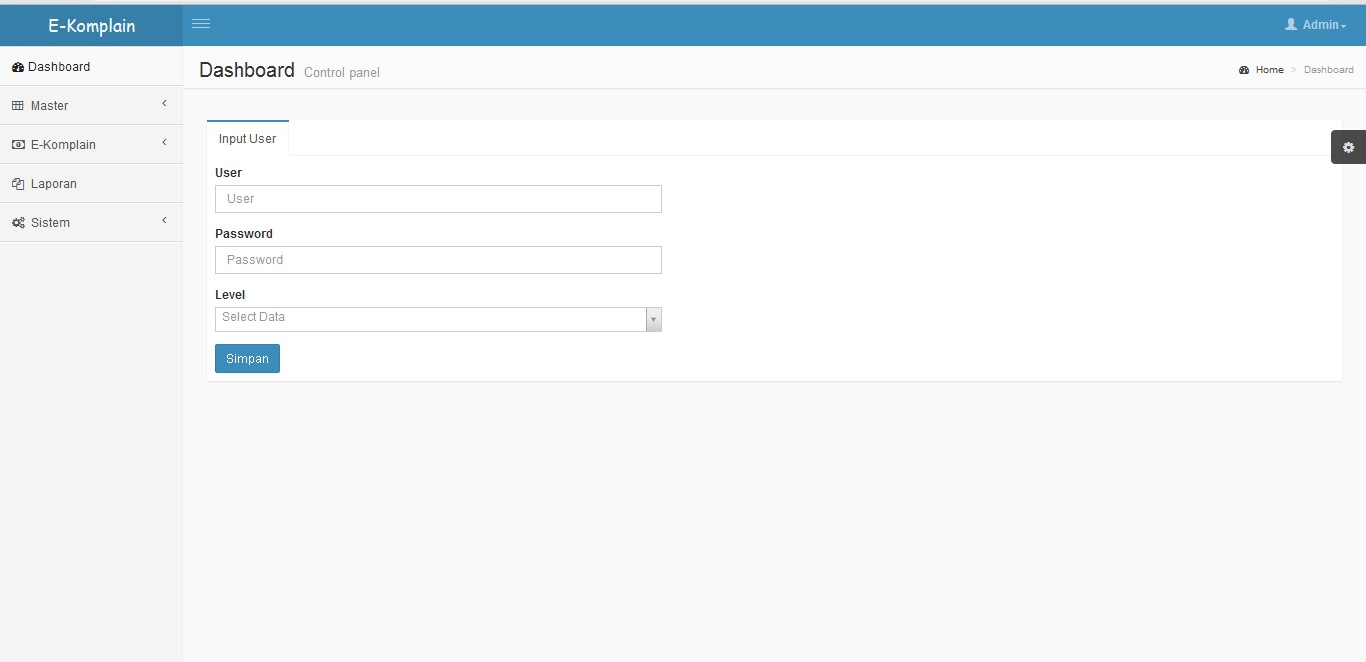 E-Komplain
Admin
Dashboard
Master
E-Komplain
Laporan
Sistem
Dashboard Control panel
Home > Dashboard
Input User
User
User
Password
Password
Level
Select Data
Simpan